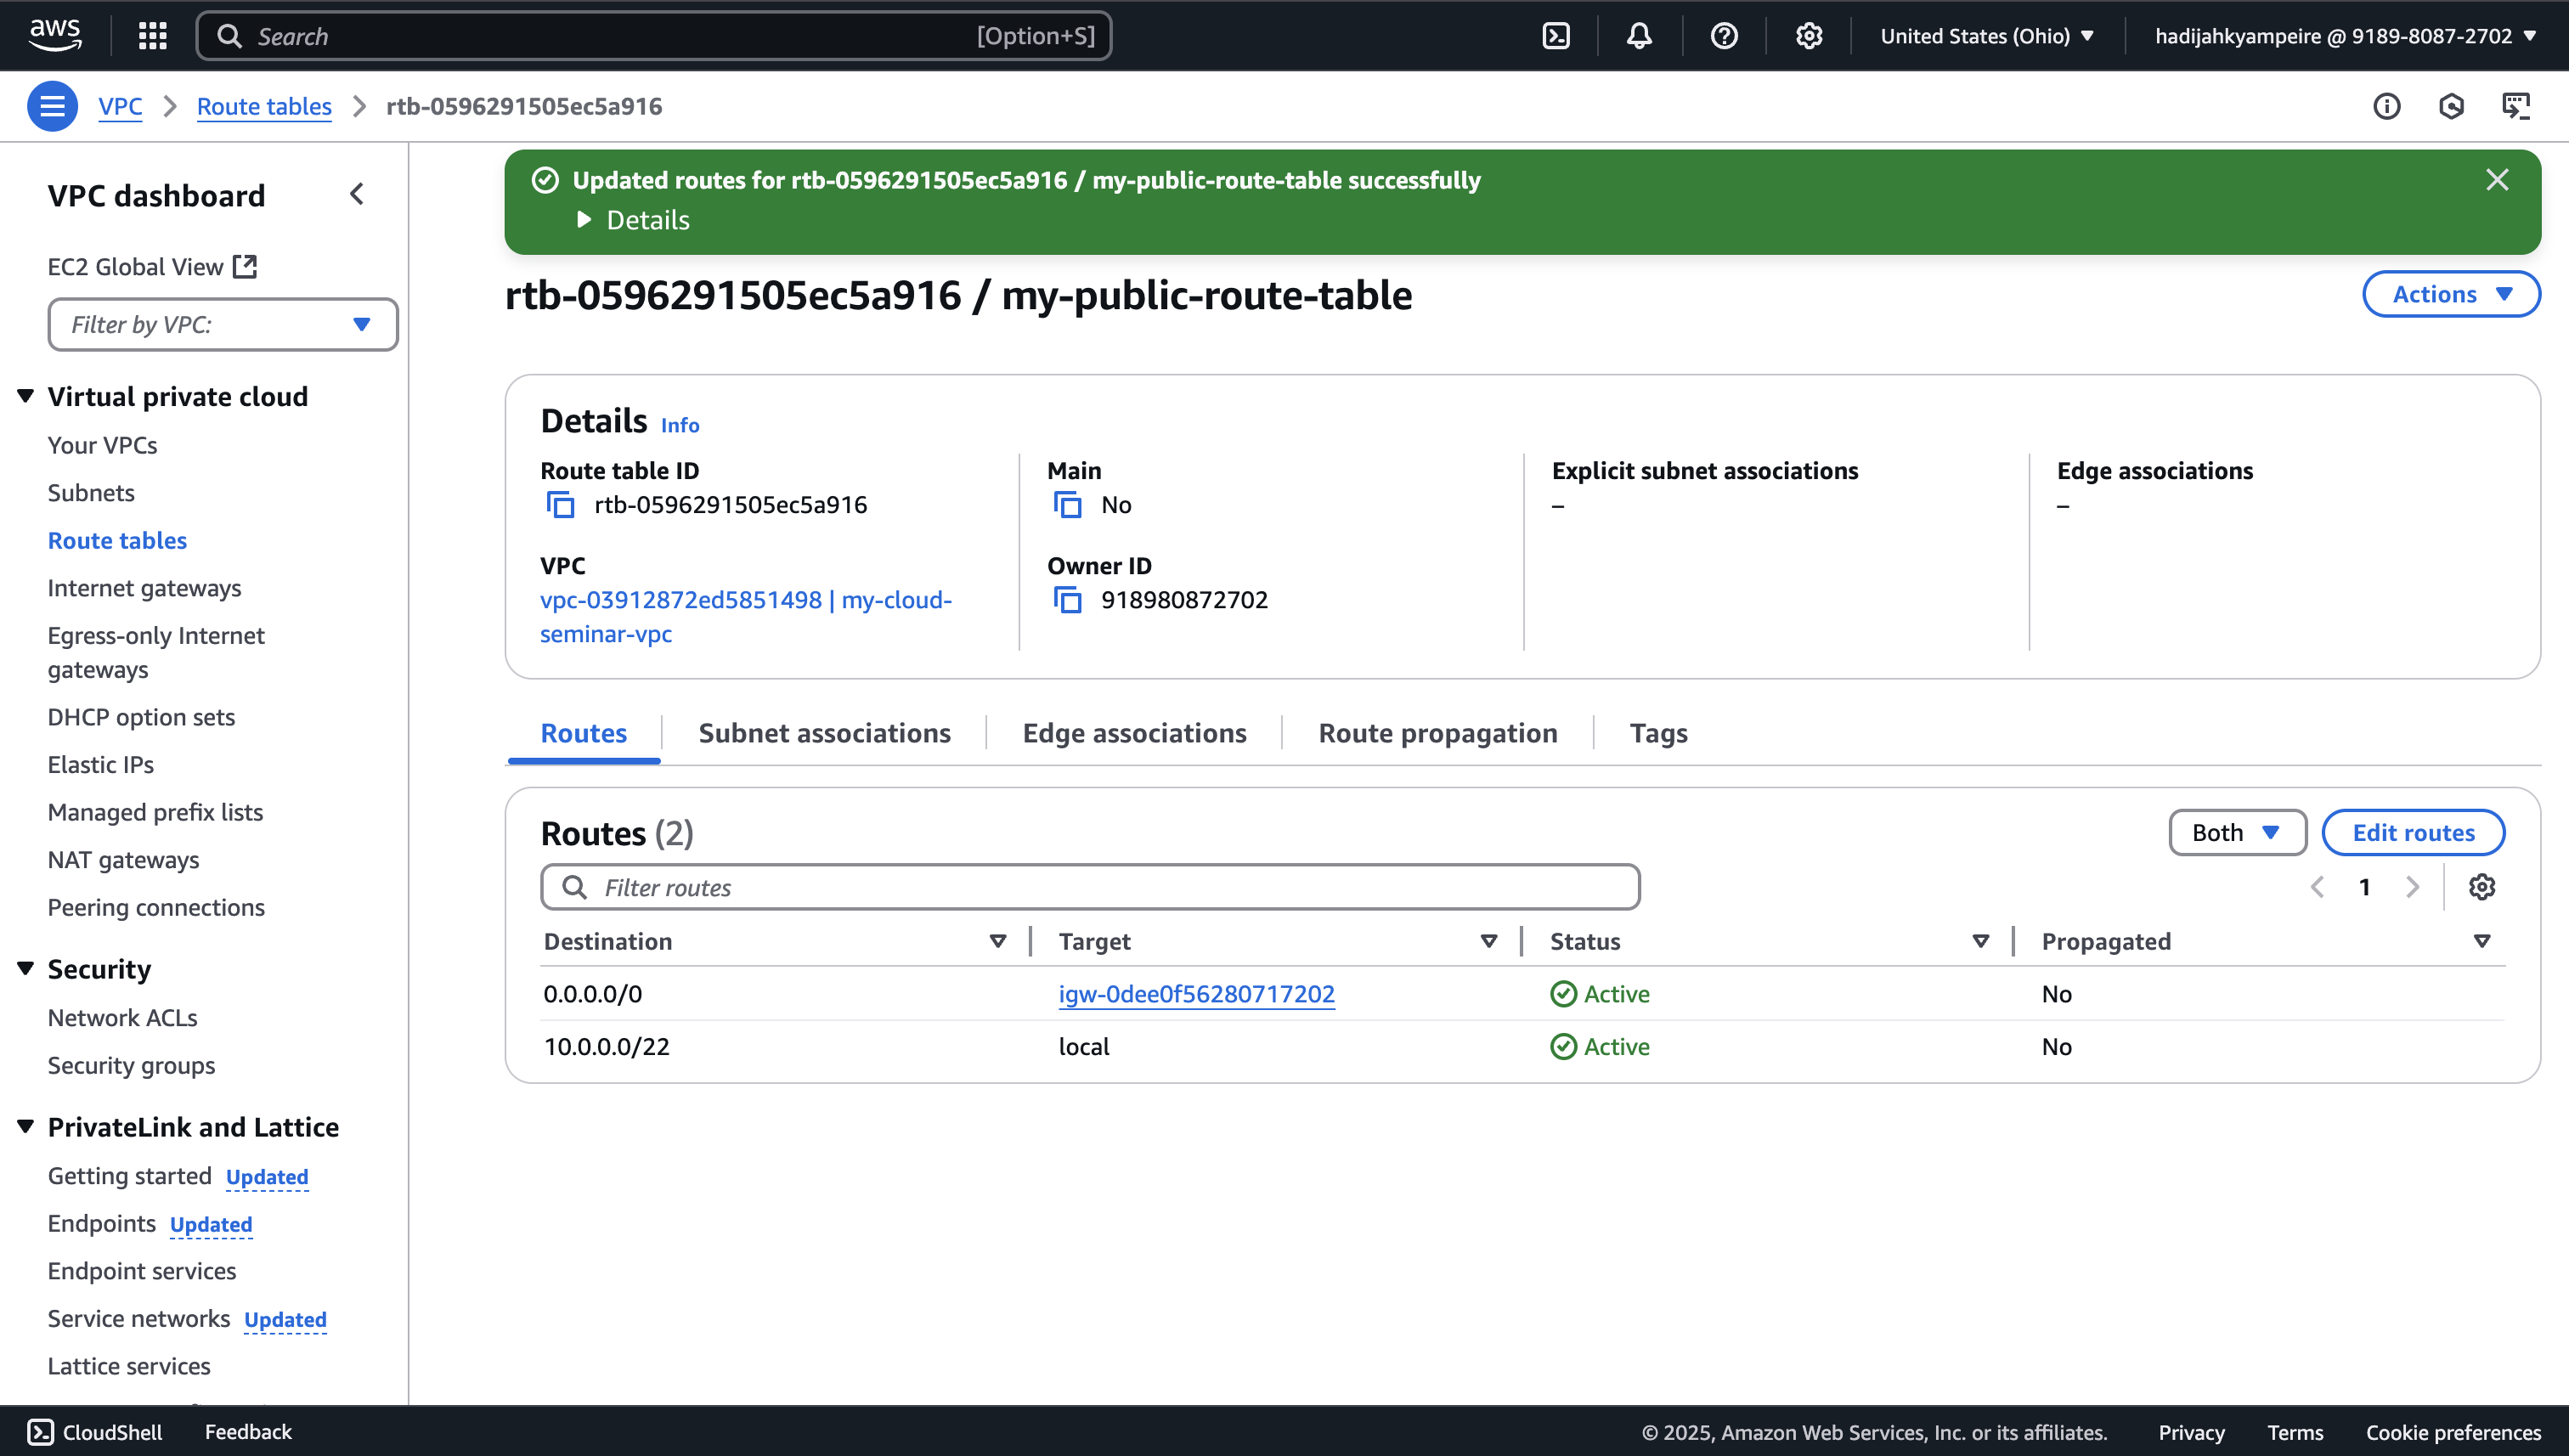 aws
Search [Option+S]
United States (Ohio)
hadijahkyampeire @ 9189-8087-2702
VPC
Route tables
rtb-0596291505ec5a916
VPC dashboard
EC2 Global View
Filter by VPC:
Virtual private cloud
Your VPCs
Subnets
Route tables
Internet gateways
Egress-only Internet
gateways
DHCP option sets
Elastic IPs
Managed prefix lists
NAT gateways
Peering connections
Security
Network ACLs
Security groups
PrivateLink and Lattice
Getting started Updated
Endpoints Updated
Endpoint services
Service networks Updated
Lattice services
Updated routes for rtb-0596291505ec5a916 / my-public-route-table successfully
Details
rtb-0596291505ec5a916 / my-public-route-table
Actions
Details Info
Route table ID
rtb-0596291505ec5a916
VPC
vpc-03912872ed5851498 | my-cloud-
seminar-vpc
Main
No
Owner ID
918980872702
Explicit subnet associations
–
Edge associations
–
Routes
Subnet associations
Edge associations
Route propagation
Tags
Routes (2)
Both
Edit routes
Filter routes
1
Destination Target Status Propagated
0.0.0.0/0 igw-0dee0f56280717202 Active No
10.0.0.0/22 local Active No
CloudShell
Feedback
© 2025, Amazon Web Services, Inc. or its affiliates.
Privacy
Terms
Cookie preferences